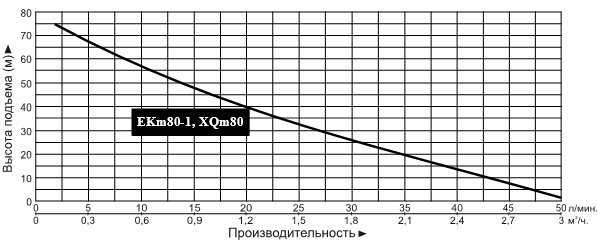 Высота подъема (м)►
80
70
60
50
40
30
20
10
0
EKm80-1, XQm80
0 5 10 15 20 25 30 35 40 45 50 л/мин.
0 0,3 0,6 0,9 1,2 1,5 1,8 2,1 2,4 2,7 3 м³/ч.
Производительность►